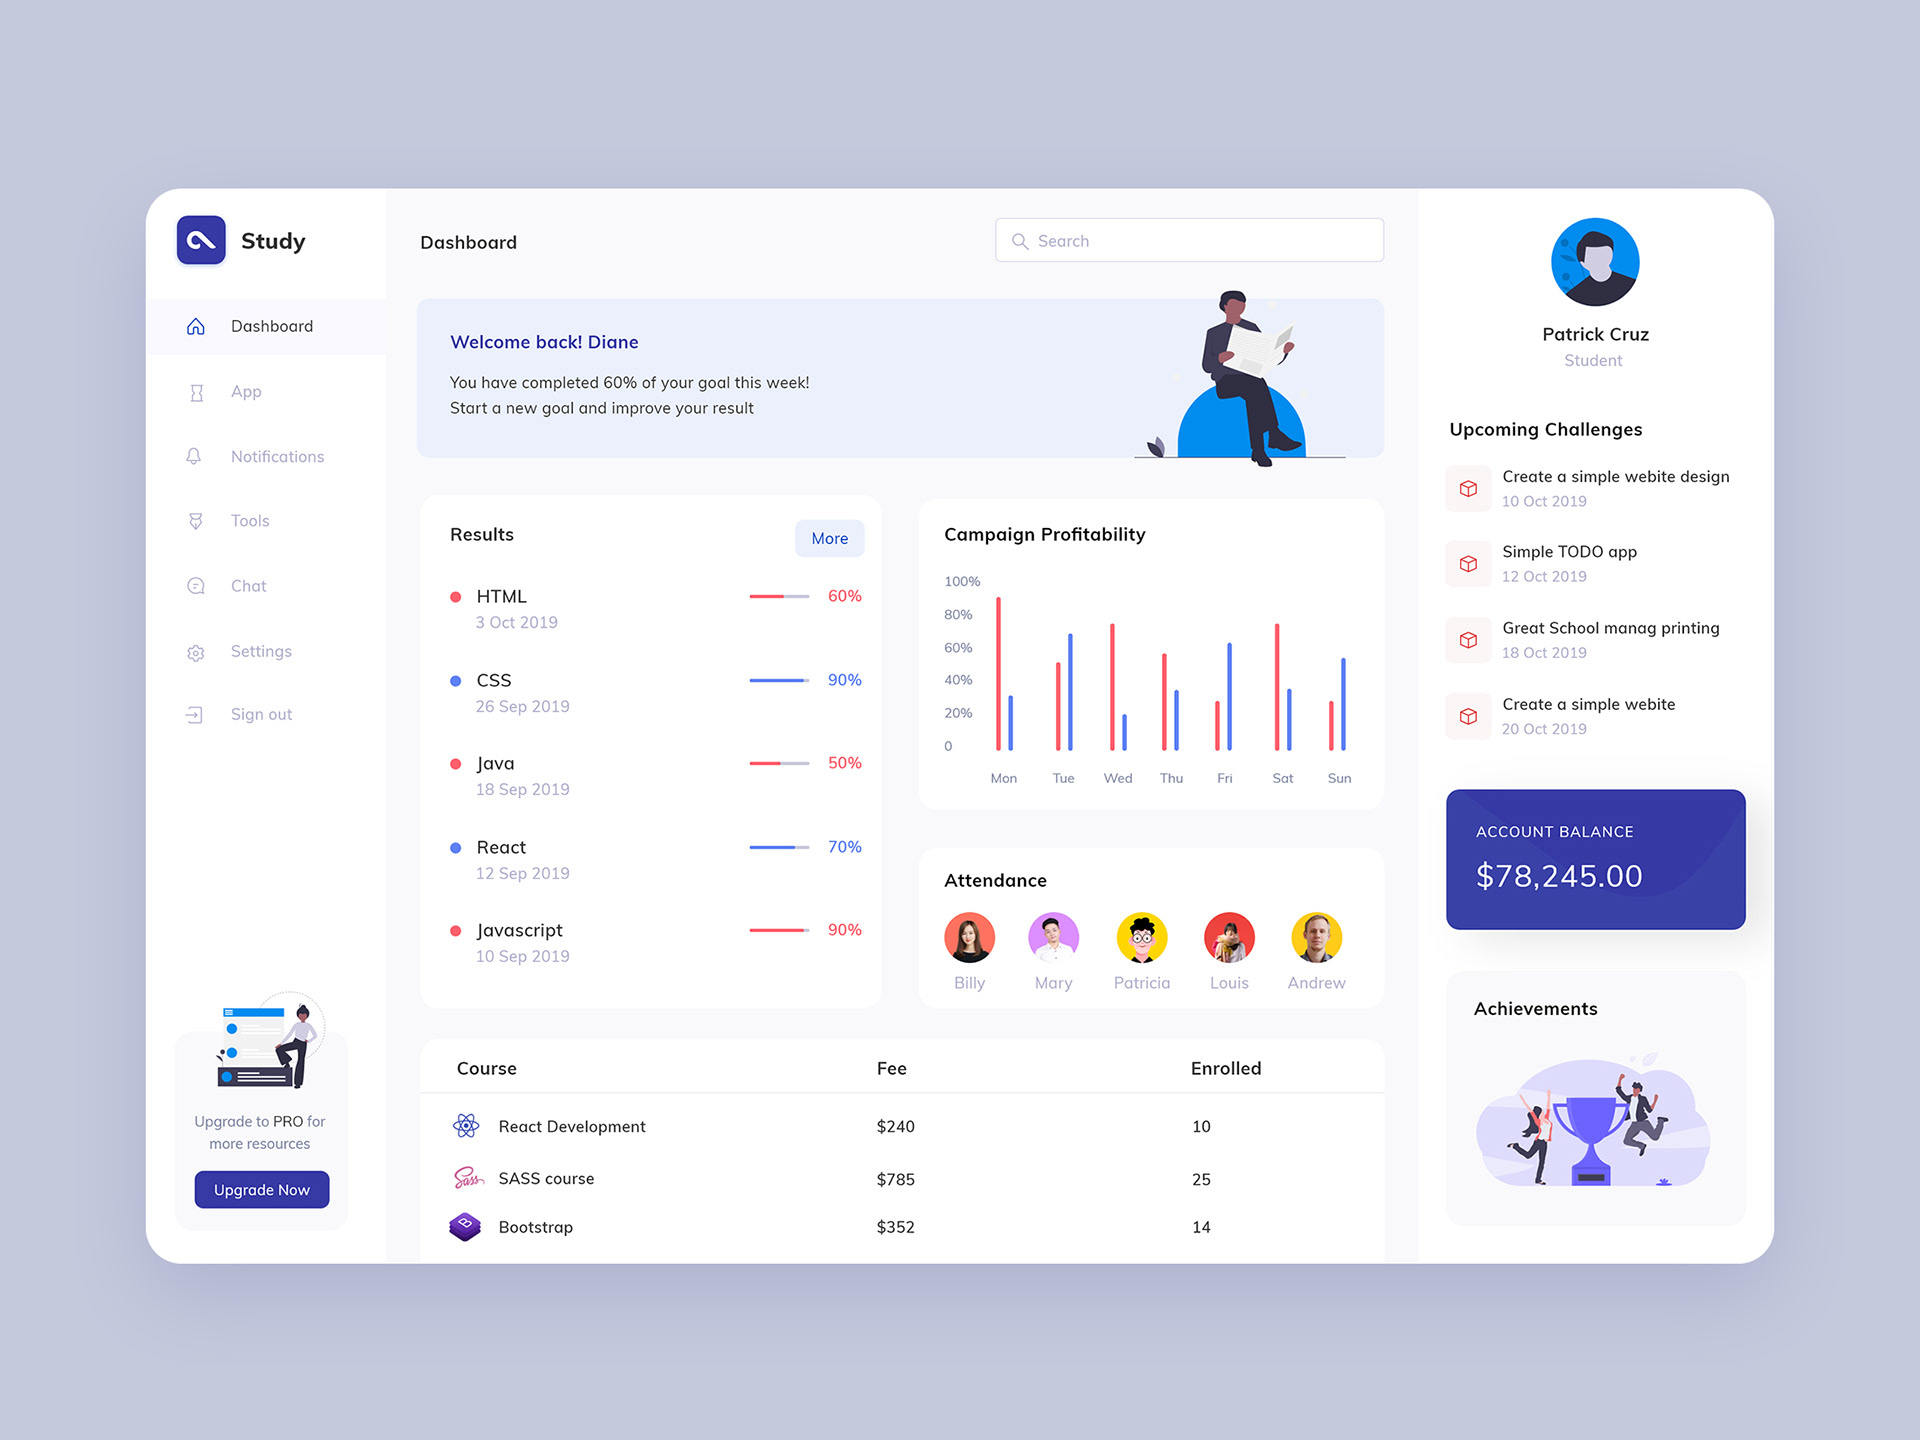 Study
Dashboard
App
Notifications
Tools
Chat
Settings
Sign out
Upgrade to PRO for
more resources
Upgrade Now
Dashboard
Search
Welcome back! Diane
You have completed 60% of your goal this week!
Start a new goal and improve your result
Results
More
HTML
60%
3 Oct 2019
CSS
90%
26 Sep 2019
Java
50%
18 Sep 2019
React
70%
12 Sep 2019
Javascript
90%
10 Sep 2019
Campaign Profitability
100%
80%
60%
40%
20%
0
Mon Tue Wed Thu Fri Sat Sun
Attendance
Billy Mary Patricia Louis Andrew
Course Fee Enrolled
React Development $240 10
Sass SASS course $785 25
B Bootstrap $352 14
Patrick Cruz
Student
Upcoming Challenges
Create a simple webite design
10 Oct 2019
Simple TODO app
12 Oct 2019
Great School manag printing
18 Oct 2019
Create a simple webite
20 Oct 2019
ACCOUNT BALANCE
$78,245.00
Achievements